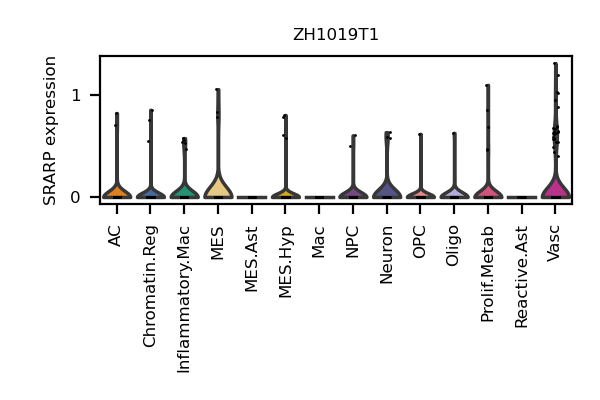 ZH1019T1
SRARP expression
1
0
AC
Chromatin.Reg
Inflammatory.Mac
MES
MES.Ast
MES.Hyp
Mac
NPC
Neuron
OPC
Oligo
Prolif.Metab
Reactive.Ast
Vasc